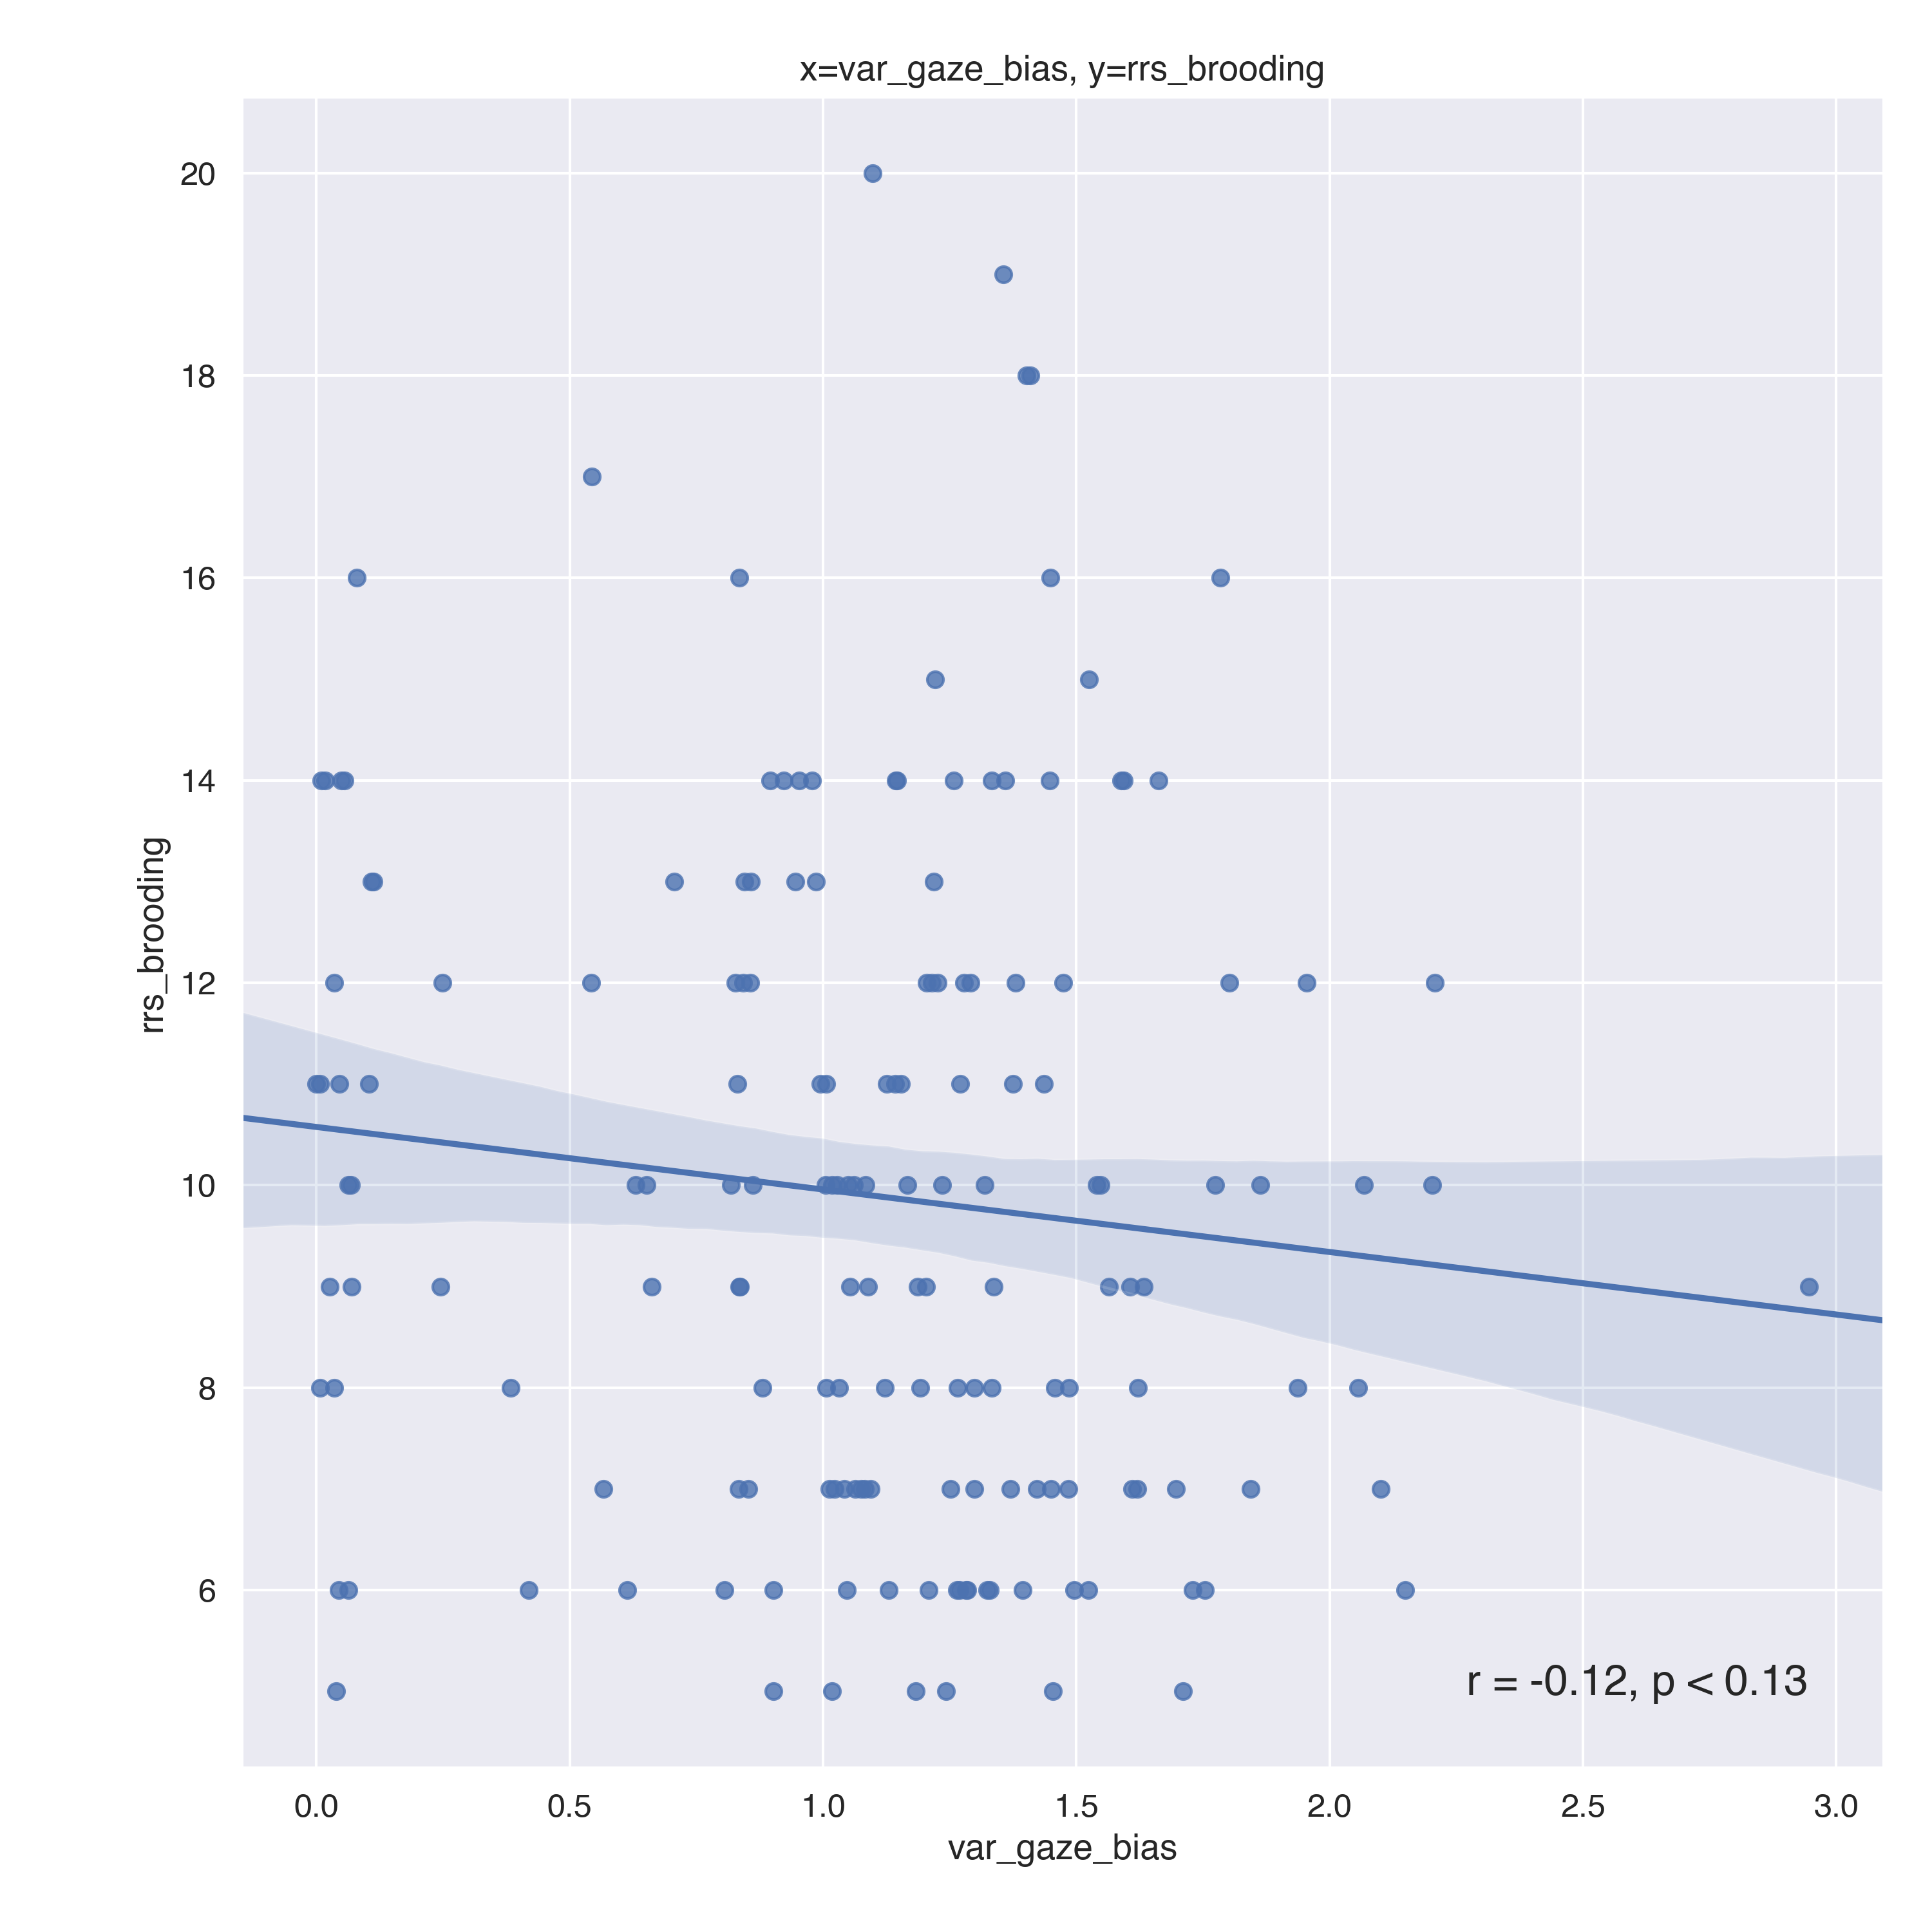 x=var_gaze_bias, y=rrs_brooding
20
18
16
14
12
10
8
6
rrs_brooding
r = -0.12, p < 0.13
0.0 0.5 1.0 1.5 2.0 2.5 3.0
var_gaze_bias